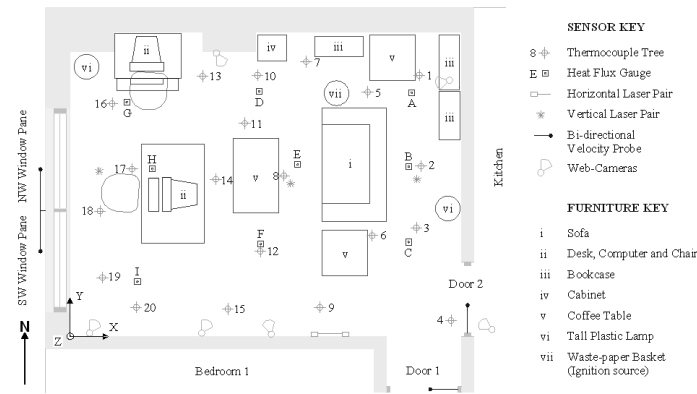 ii
iv
iii
7
v
iii
1
vi
13
10
vii
5
16
G
D
A
iii
11
NW Window Pane
H
E
B
2
Kitchen
17
14
8
v
i
ii
18
vi
3
F
6
12
C
SW Window Pane
v
19
I
Door 2
Y
20
15
9
4
N
X
Z
Bedroom 1
Door 1
SENSOR KEY
8 Thermocouple Tree
E Heat Flux Gauge
Horizontal Laser Pair
Vertical Laser Pair
Bi-directional
Velocity Probe
Web-Cameras
FURNITURE KEY
i Sofa
ii Desk, Computer and Chair
iii Bookcase
iv Cabinet
v Coffee Table
vi Tall Plastic Lamp
vii Waste-paper Basket
(Ignition source)